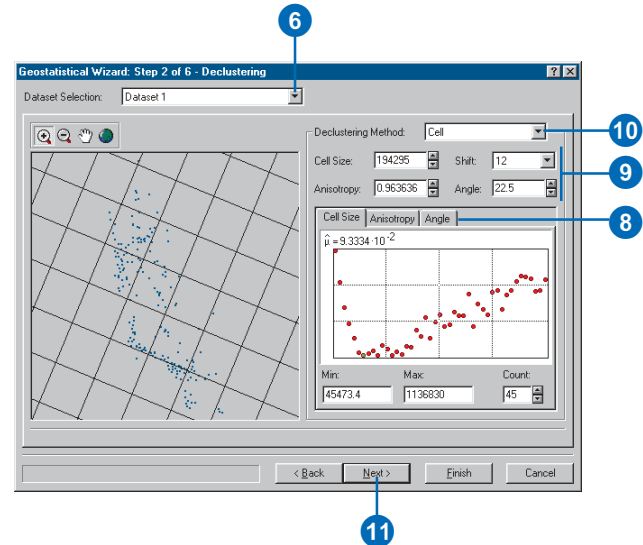 6
Geostatistical Wizard: Step 2 of 6 - Declustering
Dataset Selection: Dataset 1
Declustering Method: Cell
10
Cell Size: 194295 Shift: 12
9
Anisotropy: 0.963636 Angle: 22.5
Cell Size Anisotropy Angle
8
μ̂ = 9.3334·10⁻²
Min: Max: Count:
45473.4 1136830 45
< Back Next > Finish Cancel
11